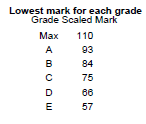 Lowest mark for each grade
Grade Scaled Mark
Max 110
A 93
B 84
C 75
D 66
E 57